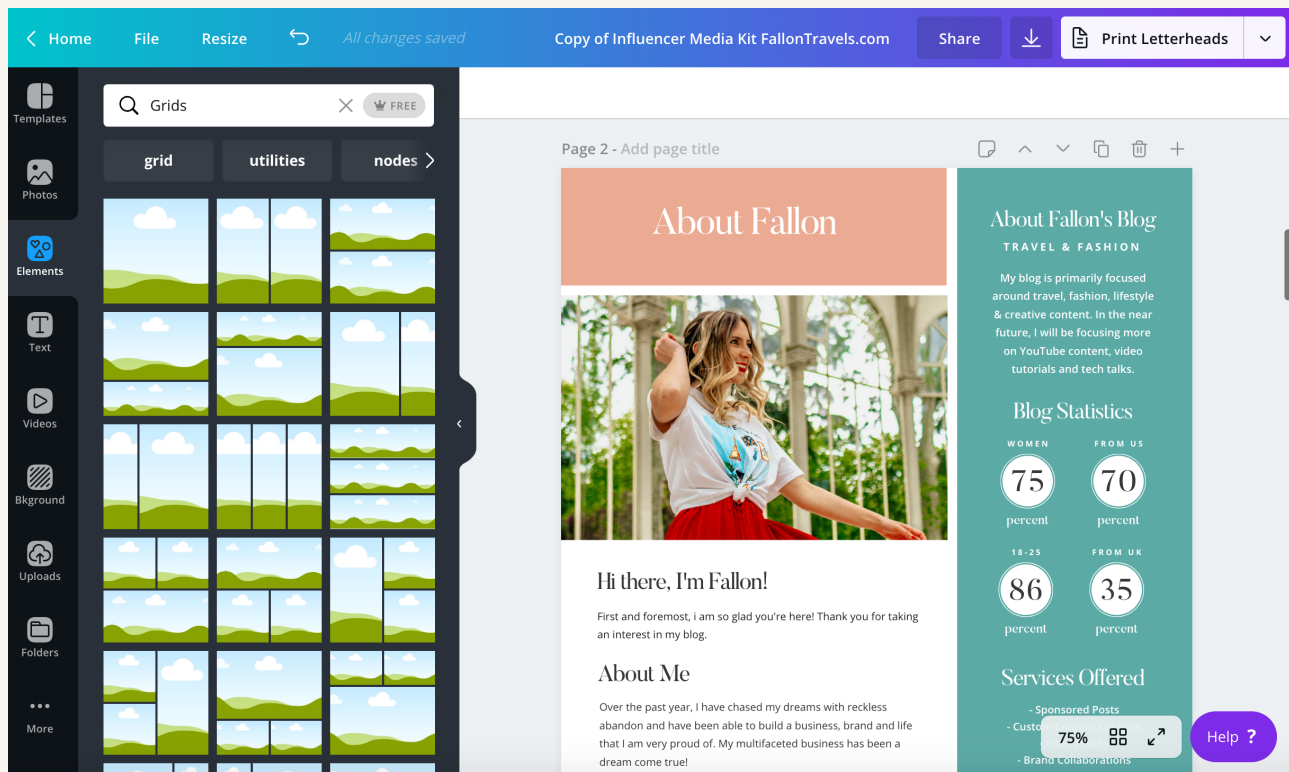 Home
File
Resize
All changes saved
Copy of Influencer Media Kit FallonTravels.com
Share
Print Letterheads
Templates
Photos
Elements
Text
Videos
Bkground
Uploads
Folders
More
Grids
FREE
grid
utilities
nodes
Page 2 - Add page title
About Fallon
Hi there, I'm Fallon!
First and foremost, i am so glad you're here! Thank you for taking
an interest in my blog.
About Me
Over the past year, I have chased my dreams with reckless
abandon and have been able to build a business, brand and life
that I am very proud of. My multifaceted business has been a
dream come true!
About Fallon's Blog
TRAVEL & FASHION
My blog is primarily focused
around travel, fashion, lifestyle
& creative content. In the near
future, I will be focusing more
on YouTube content, video
tutorials and tech talks.
Blog Statistics
WOMEN
FROM US
75
70
percent
percent
18-25
FROM UK
86
35
percent
percent
Services Offered
- Sponsored Posts
- Custom Content
- Brand Collaborations
75%
Help ?